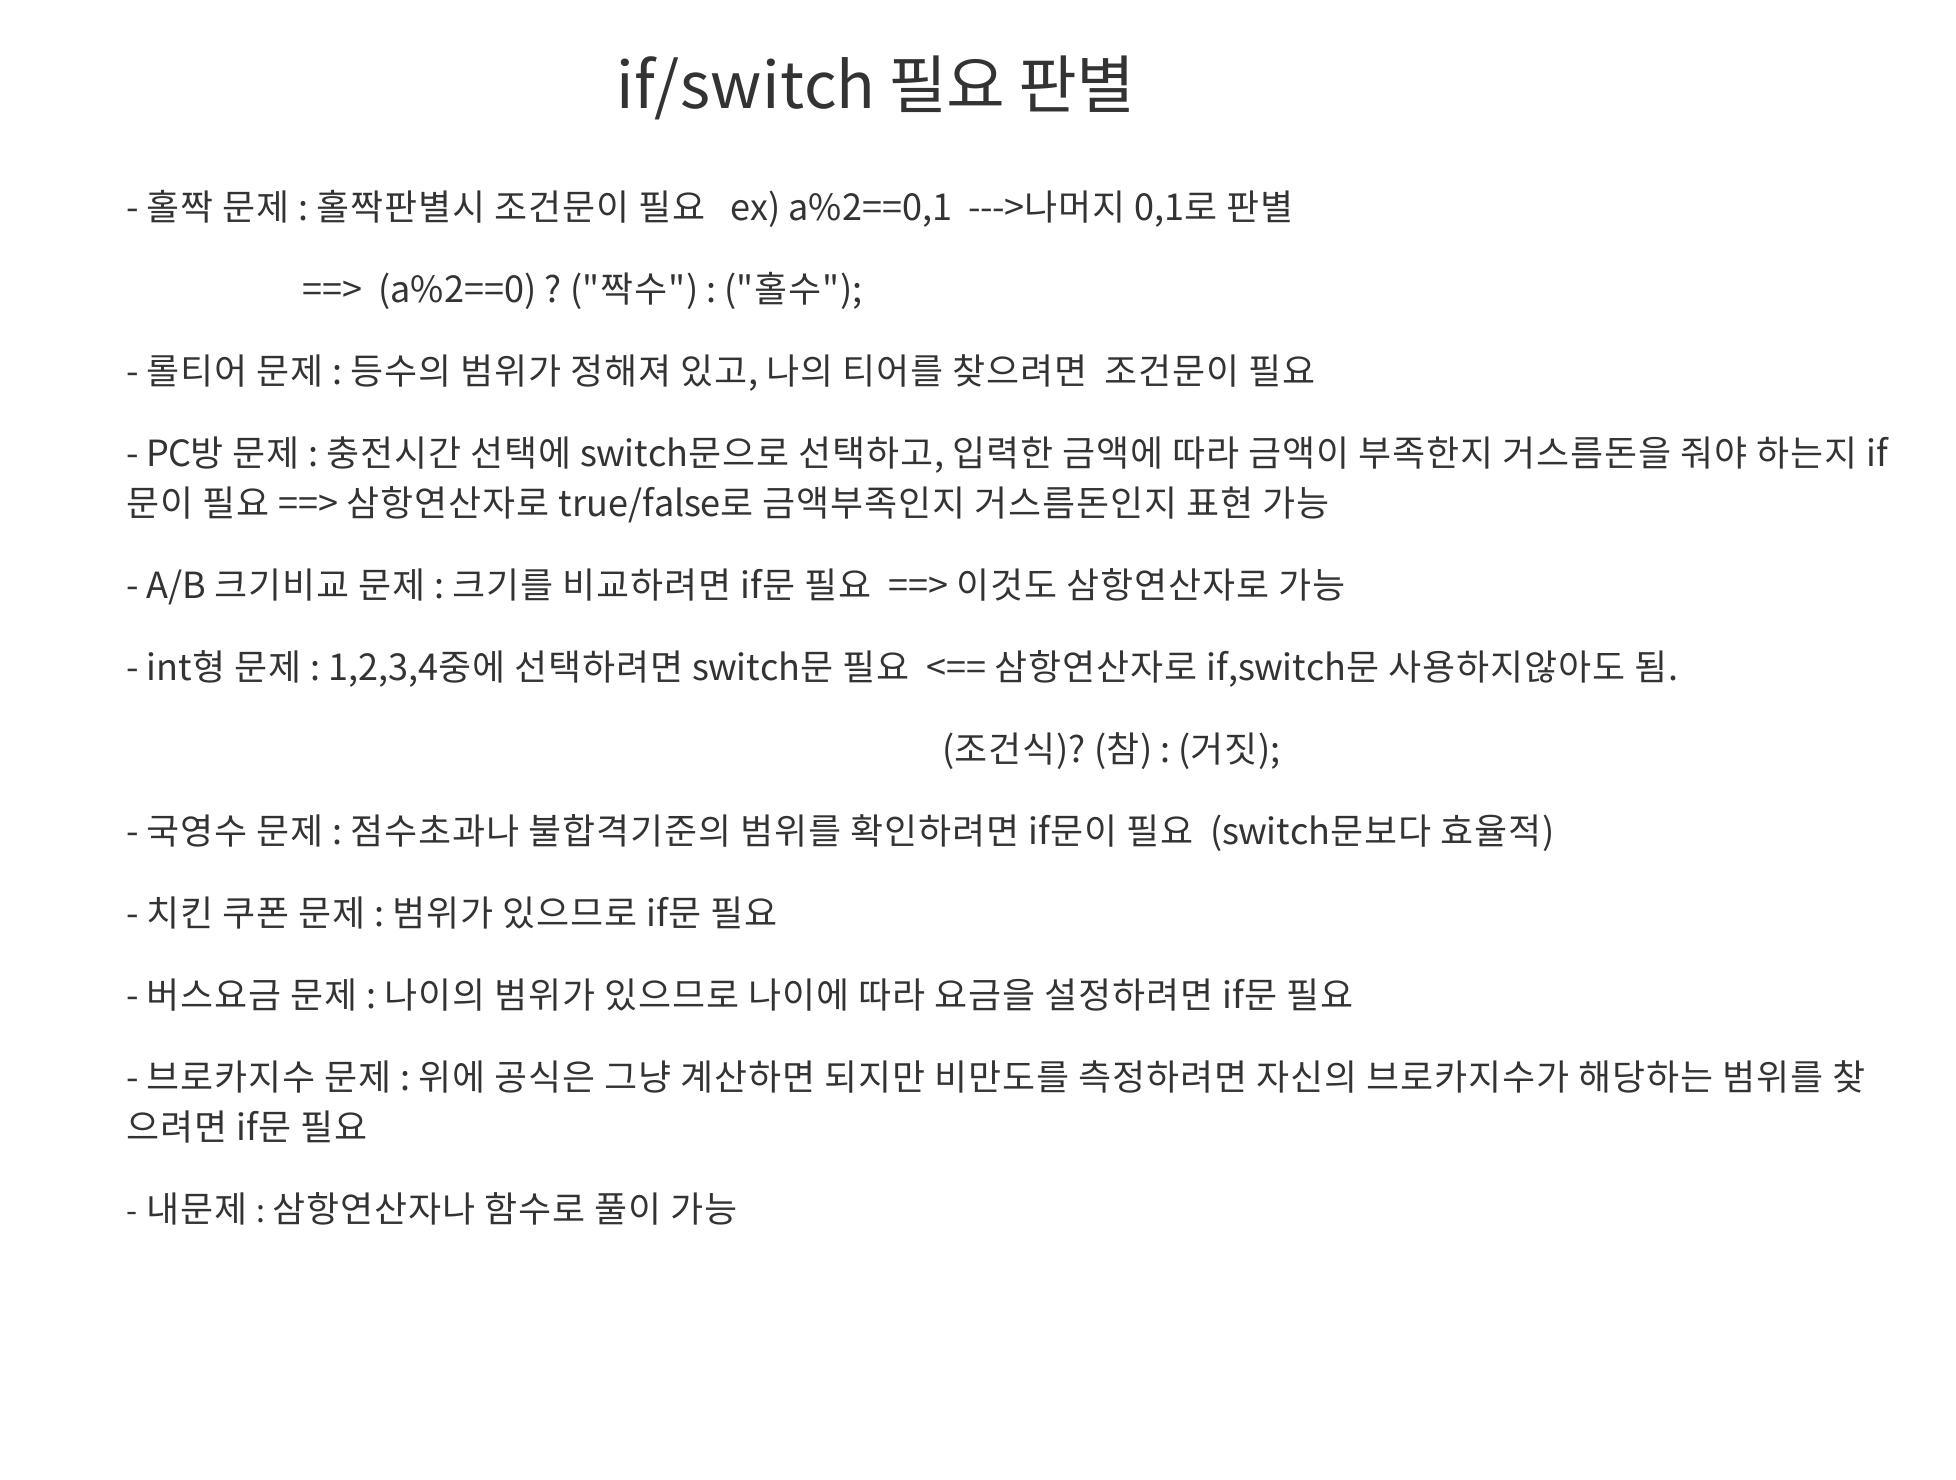 if/switch 필요 판별
- 홀짝 문제 : 홀짝판별시 조건문이 필요   ex) a%2==0,1  --->나머지 0,1로 판별
==>  (a%2==0) ? ("짝수") : ("홀수");
- 롤티어 문제 : 등수의 범위가 정해져 있고, 나의 티어를 찾으려면  조건문이 필요
- PC방 문제 : 충전시간 선택에 switch문으로 선택하고, 입력한 금액에 따라 금액이 부족한지 거스름돈을 줘야 하는지 if
문이 필요 ==> 삼항연산자로 true/false로 금액부족인지 거스름돈인지 표현 가능
- A/B 크기비교 문제 : 크기를 비교하려면 if문 필요  ==> 이것도 삼항연산자로 가능
- int형 문제 : 1,2,3,4중에 선택하려면 switch문 필요  <== 삼항연산자로 if,switch문 사용하지않아도 됨.
(조건식)? (참) : (거짓);
- 국영수 문제 : 점수초과나 불합격기준의 범위를 확인하려면 if문이 필요  (switch문보다 효율적)
- 치킨 쿠폰 문제 : 범위가 있으므로 if문 필요
- 버스요금 문제 : 나이의 범위가 있으므로 나이에 따라 요금을 설정하려면 if문 필요
- 브로카지수 문제 : 위에 공식은 그냥 계산하면 되지만 비만도를 측정하려면 자신의 브로카지수가 해당하는 범위를 찾
으려면 if문 필요
- 내문제 : 삼항연산자나 함수로 풀이 가능